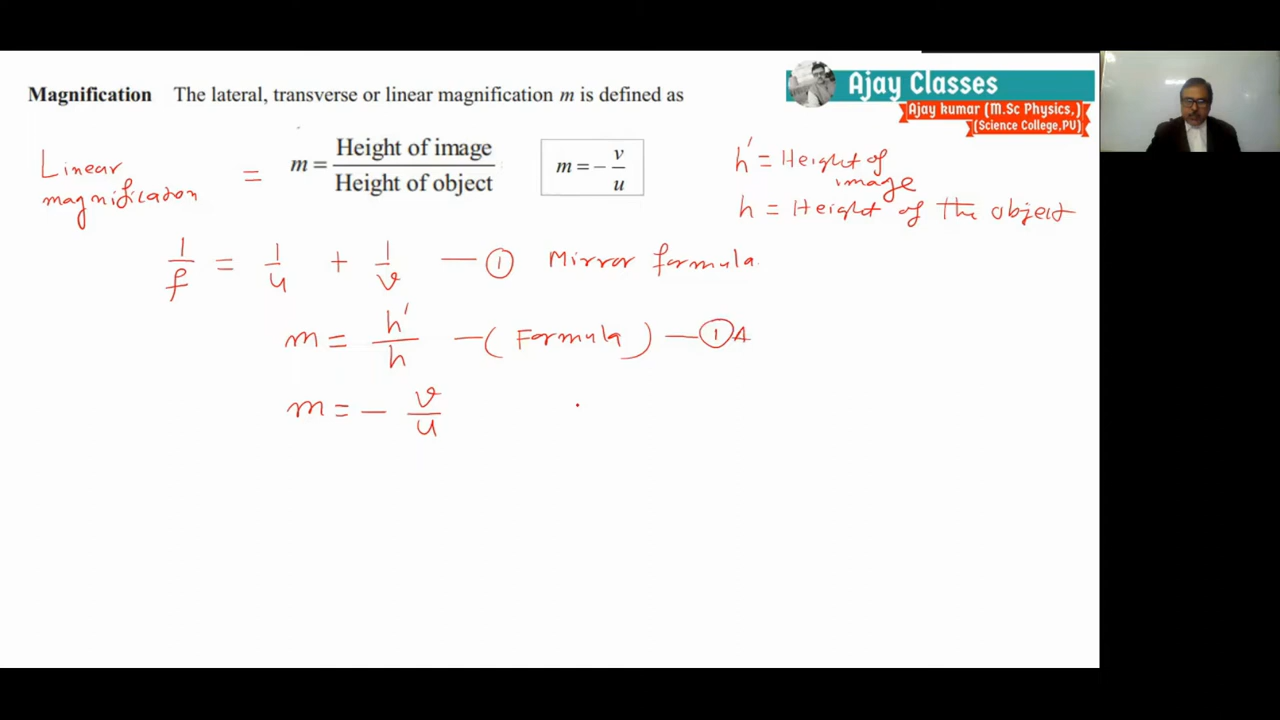 Magnification The lateral, transverse or linear magnification m is defined as
Ajay Classes
Ajay kumar (M.Sc Physics,)
(Science College,PU)
Linear magnification = m = Height of image / Height of object
m = - v/u
h' = Height of image
h = Height of the object
1/f = 1/u + 1/v — ① Mirror formula
m = h'/h — (Formula) — ①A
m = - v/u